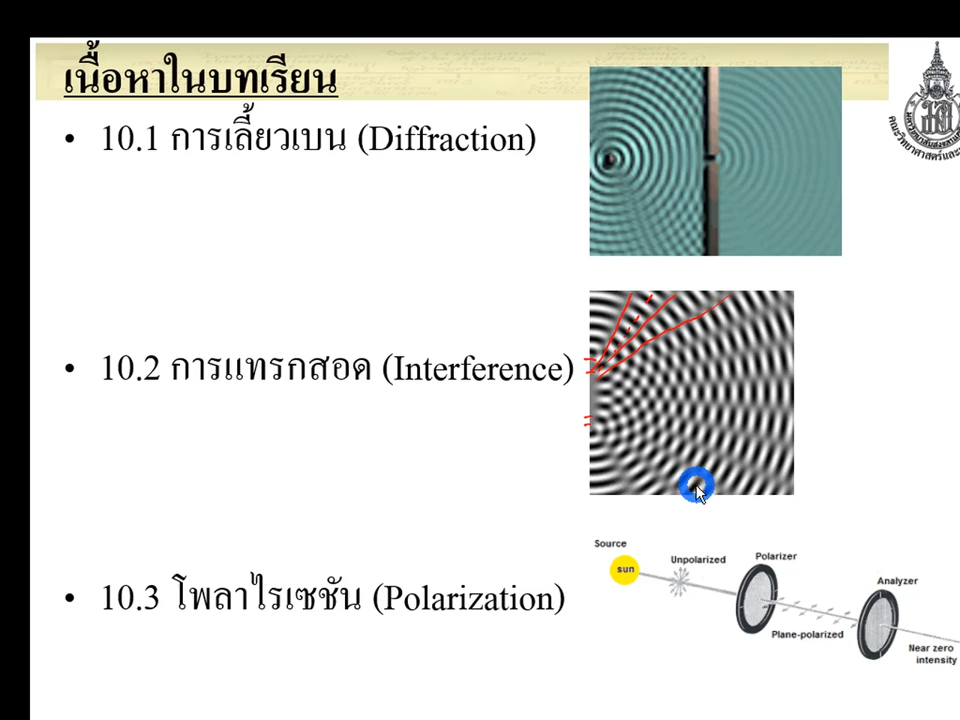 เนื้อหาในบทเรียน
• 10.1 การเลี้ยวเบน (Diffraction)
• 10.2 การแทรกสอด (Interference)
• 10.3 โพลาไรเซชัน (Polarization)
Source
sun
Unpolarized
Polarizer
Plane-polarized
Analyzer
Near zero
intensity